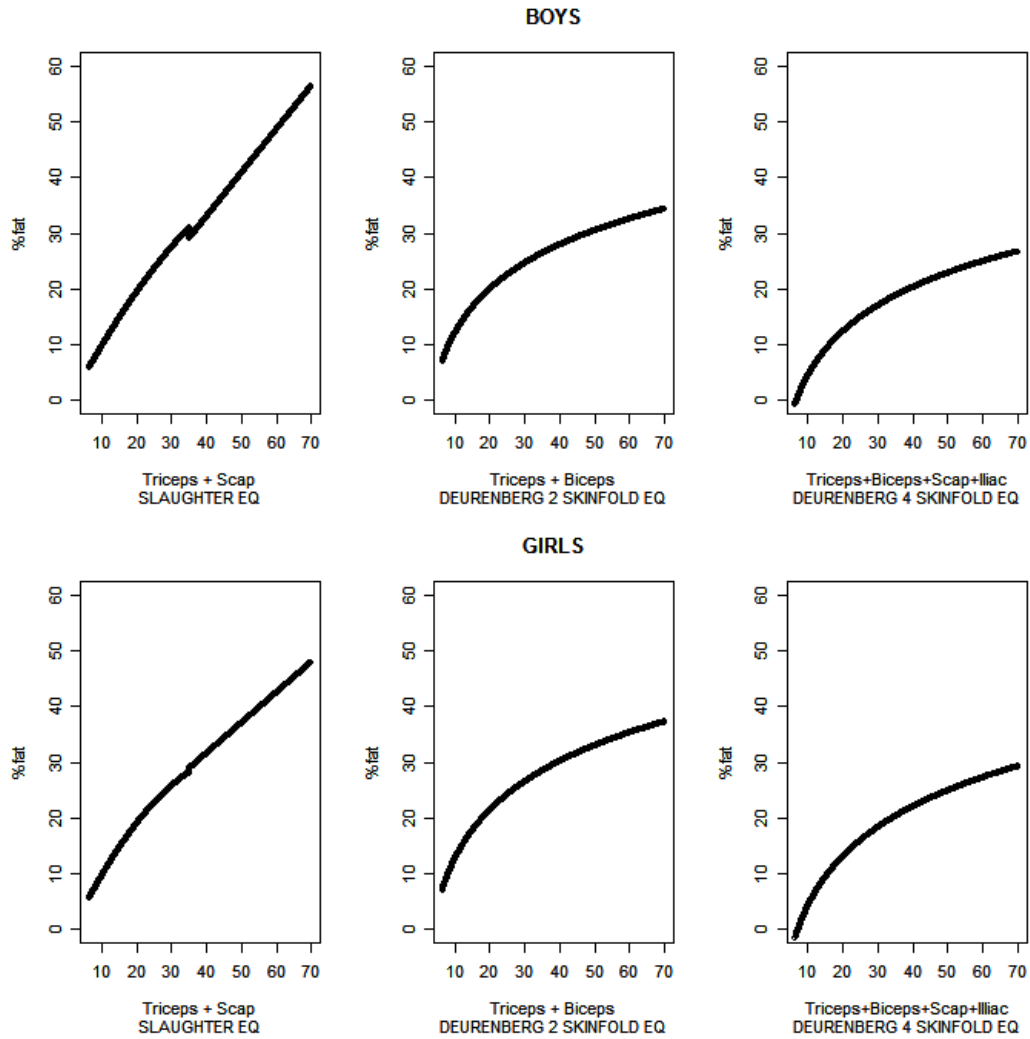 BOYS
%fat
0 10 20 30 40 50 60
10 20 30 40 50 60 70
Triceps + Scap
SLAUGHTER EQ
%fat
0 10 20 30 40 50 60
10 20 30 40 50 60 70
Triceps + Biceps
DEURENBERG 2 SKINFOLD EQ
%fat
0 10 20 30 40 50 60
10 20 30 40 50 60 70
Triceps+Biceps+Scap+Iliac
DEURENBERG 4 SKINFOLD EQ
GIRLS
%fat
0 10 20 30 40 50 60
10 20 30 40 50 60 70
Triceps + Scap
SLAUGHTER EQ
%fat
0 10 20 30 40 50 60
10 20 30 40 50 60 70
Triceps + Biceps
DEURENBERG 2 SKINFOLD EQ
%fat
0 10 20 30 40 50 60
10 20 30 40 50 60 70
Triceps+Biceps+Scap+Illiac
DEURENBERG 4 SKINFOLD EQ